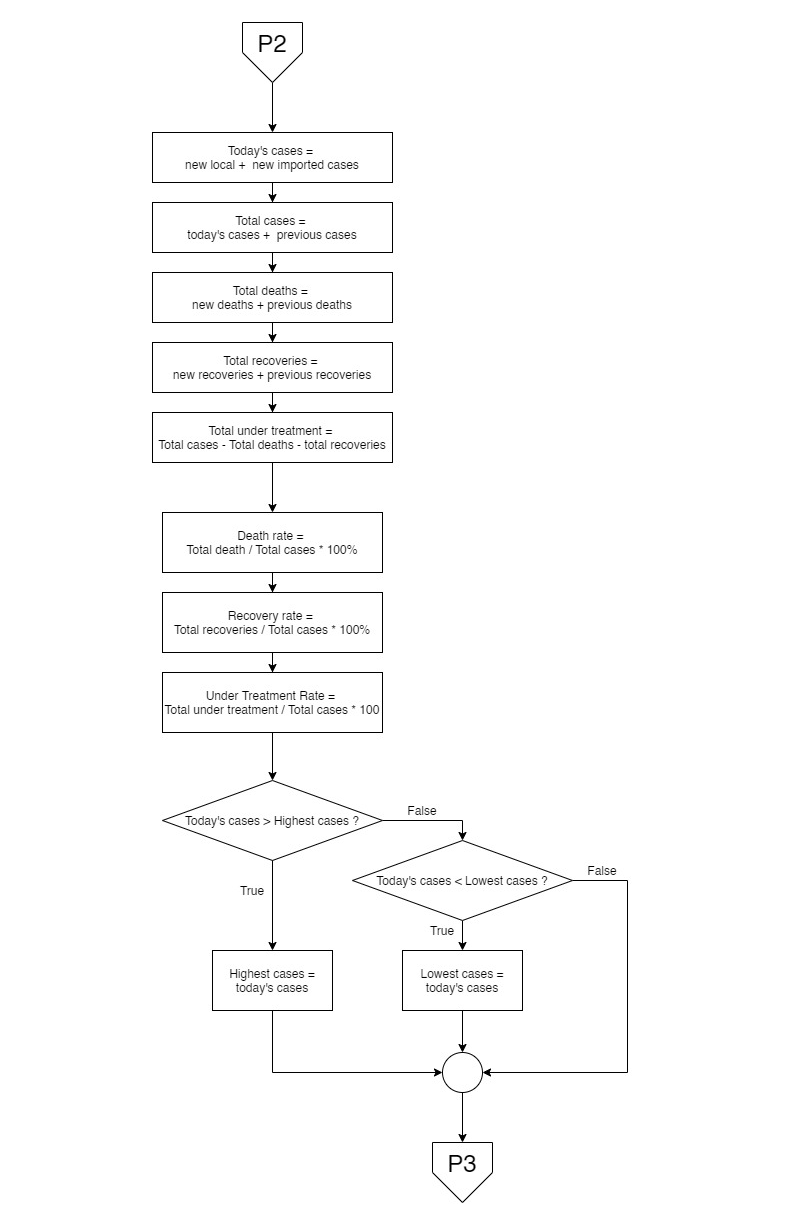 P2
Today's cases =
new local +  new imported cases
Total cases =
today's cases +  previous cases
Total deaths =
new deaths + previous deaths
Total recoveries =
new recoveries + previous recoveries
Total under treatment =
Total cases - Total deaths - total recoveries
Death rate =
Total death / Total cases * 100%
Recovery rate =
Total recoveries / Total cases * 100%
Under Treatment Rate =
Total under treatment / Total cases * 100
Today's cases > Highest cases ?
False
Today's cases < Lowest cases ?
False
True
True
Highest cases =
today's cases
Lowest cases =
today's cases
P3